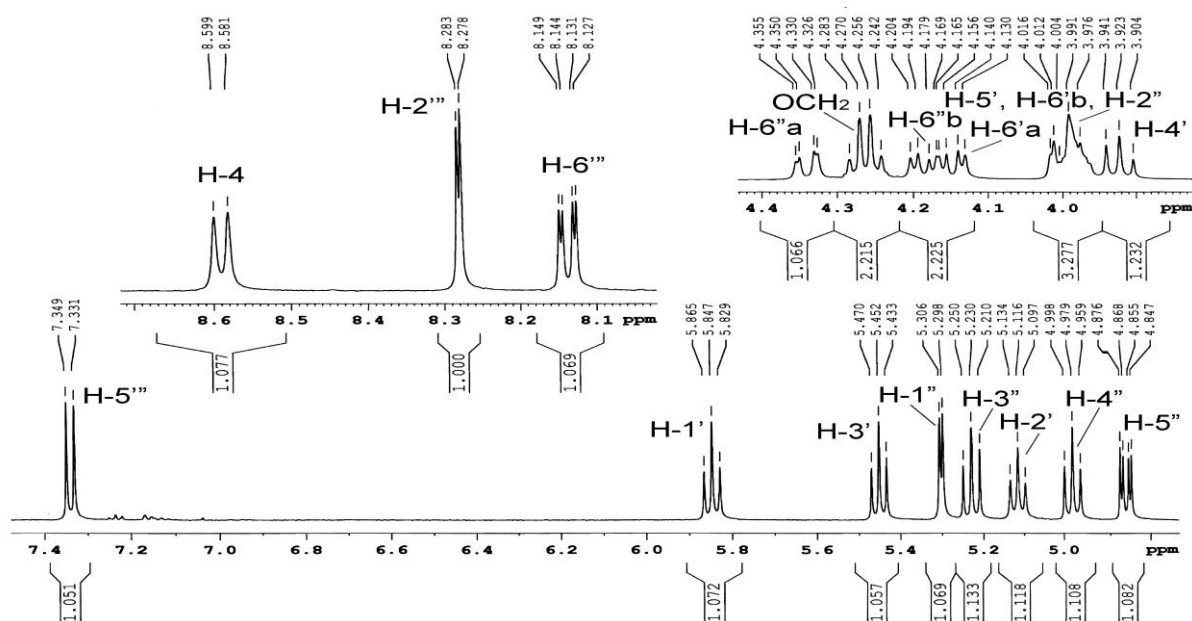 8.599 8.581 8.283 8.278 8.149 8.144 8.131 8.127
4.355 4.350 4.330 4.326 4.283 4.270 4.256 4.242 4.204 4.194 4.179 4.169 4.165 4.156 4.140 4.130 4.016 4.012 4.004 3.991 3.976 3.941 3.923 3.904
H-2'''
OCH₂
H-5', H-6'b, H-2"
H-6"a
H-6"b
H-6'a
H-4'
H-4
H-6'''
4.4 4.3 4.2 4.1 4.0 ppm
1.066 2.215 2.225 3.277 1.232
8.6 8.5 8.4 8.3 8.2 8.1 ppm
1.077 1.000 1.069
7.349 7.331
5.865 5.847 5.829 5.470 5.452 5.433 5.306 5.298 5.250 5.230 5.210 5.134 5.116 5.097 4.998 4.979 4.959 4.876 4.868 4.855 4.847
H-5'''
H-1'
H-3'
H-1"
H-3"
H-2'
H-4"
H-5"
7.4 7.2 7.0 6.8 6.6 6.4 6.2 6.0 5.8 5.6 5.4 5.2 5.0 ppm
1.051 1.072 1.057 1.069 1.133 1.118 1.108 1.082